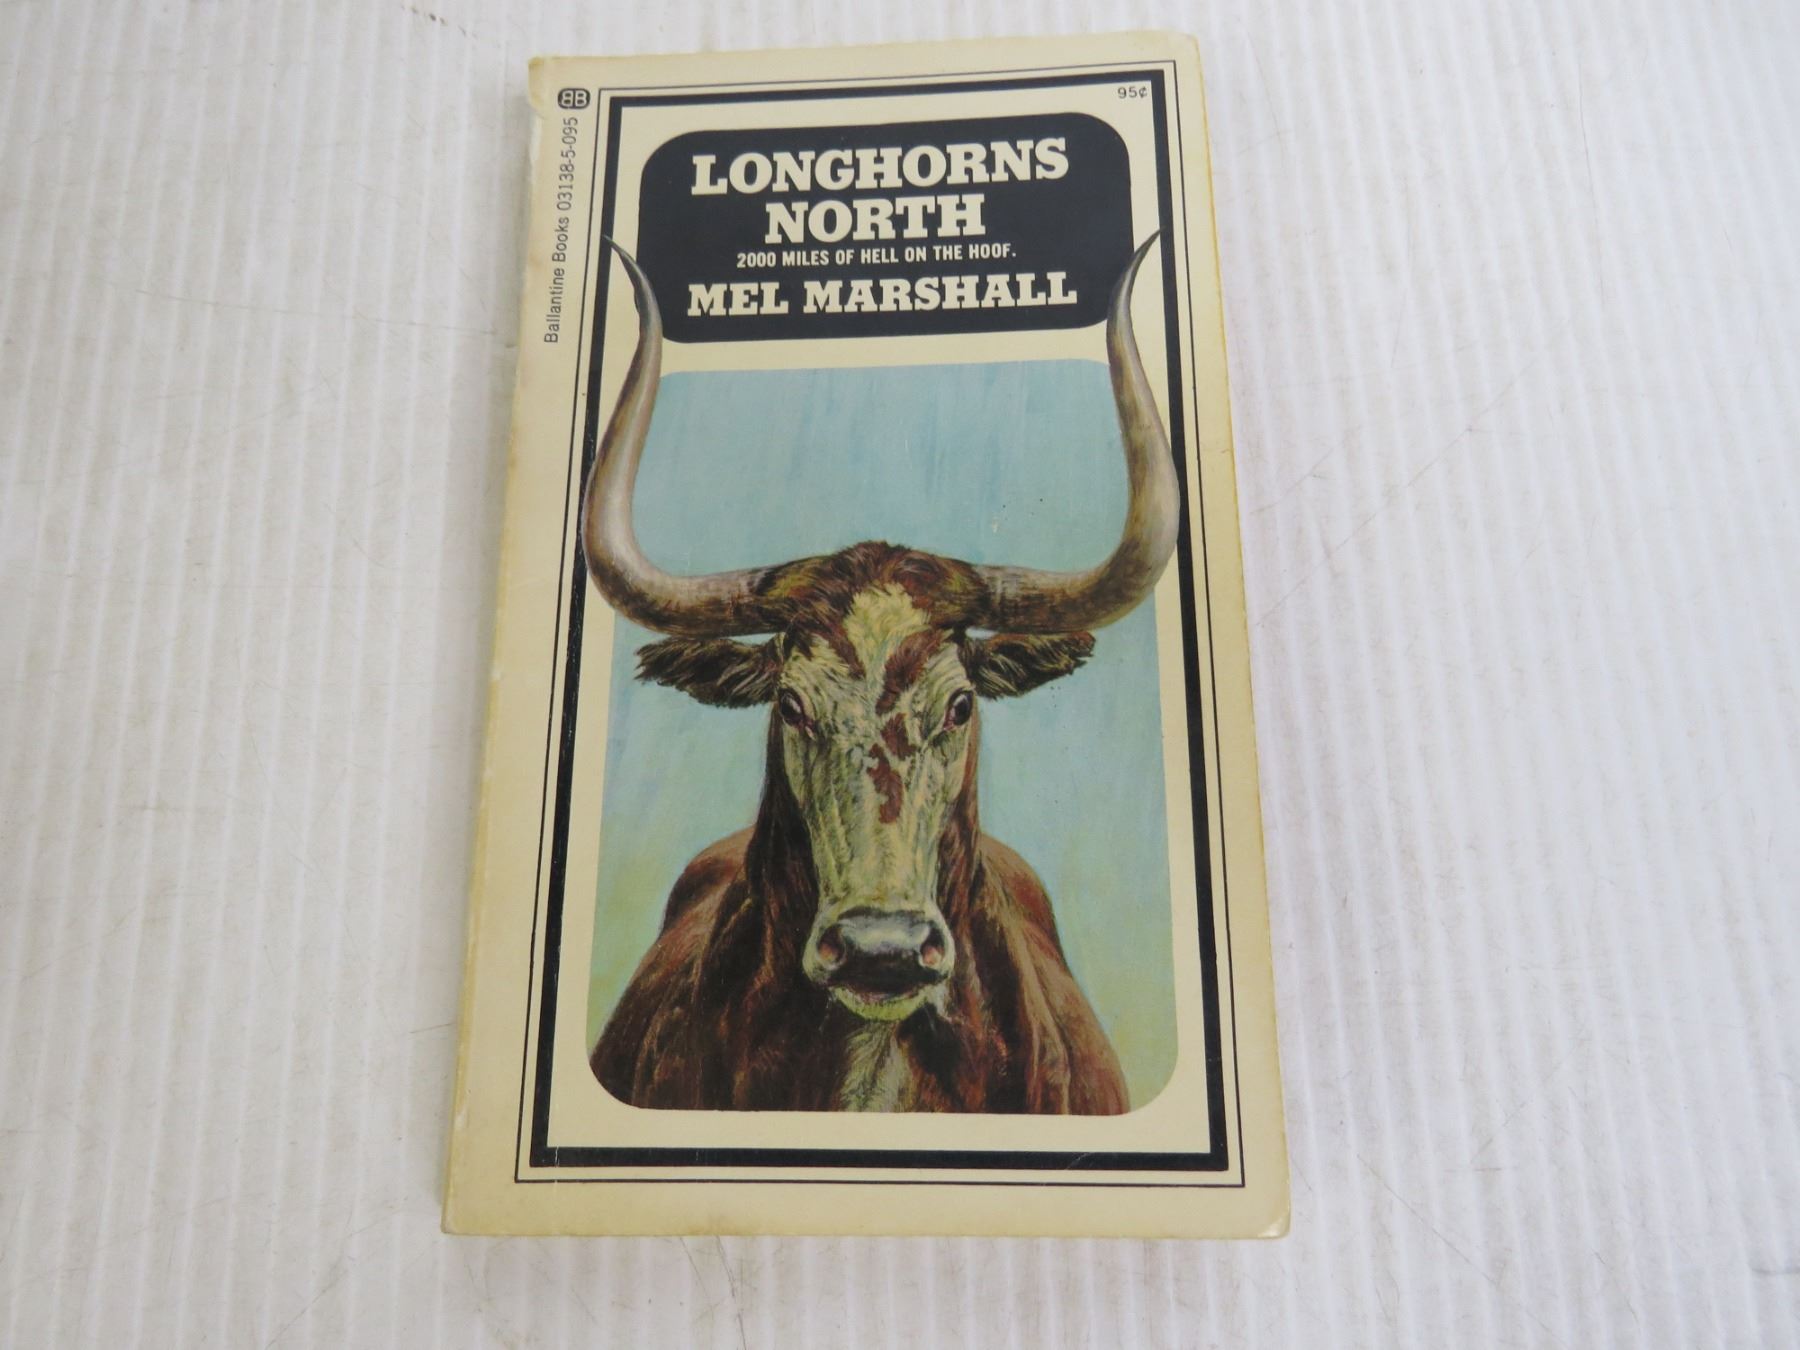 BB
Ballantine Books 03138-5-095
95¢
LONGHORNS
NORTH
2000 MILES OF HELL ON THE HOOF.
MEL MARSHALL